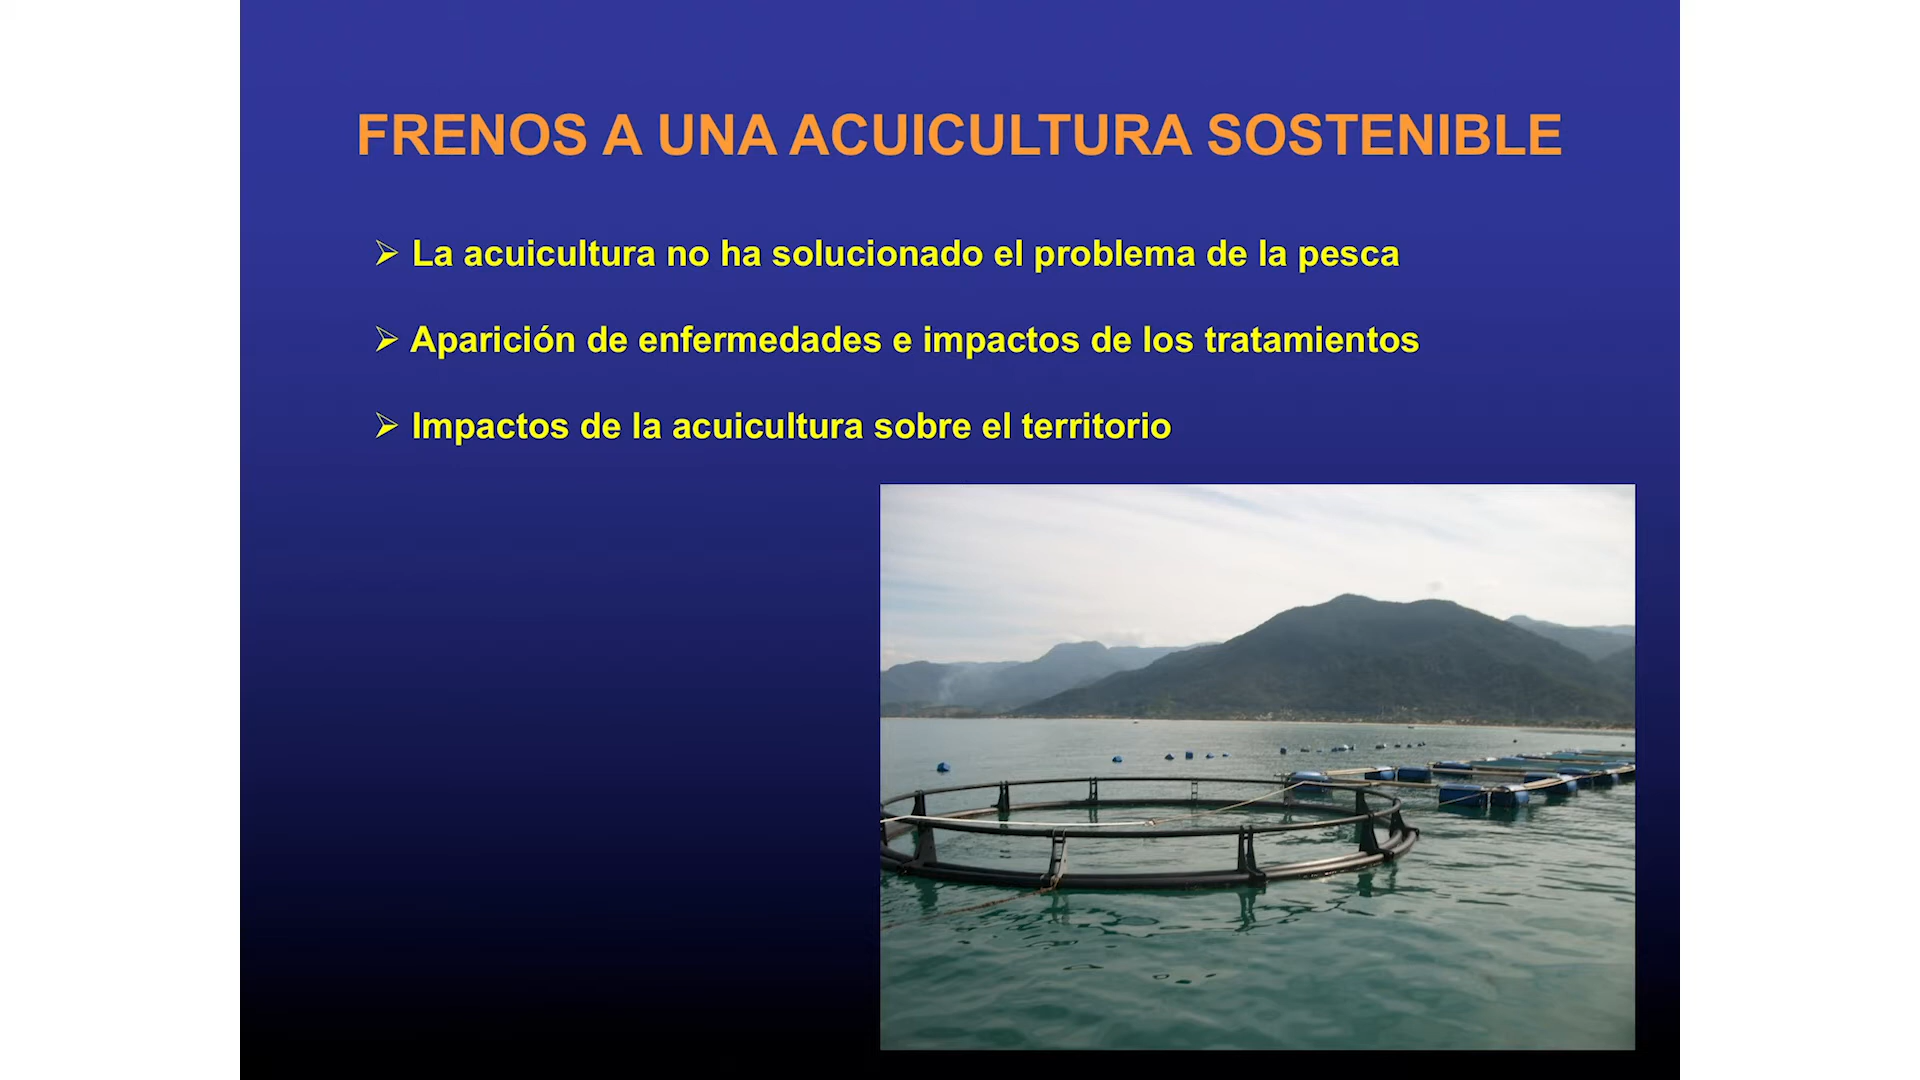 FRENOS A UNA ACUICULTURA SOSTENIBLE
➢ La acuicultura no ha solucionado el problema de la pesca
➢ Aparición de enfermedades e impactos de los tratamientos
➢ Impactos de la acuicultura sobre el territorio